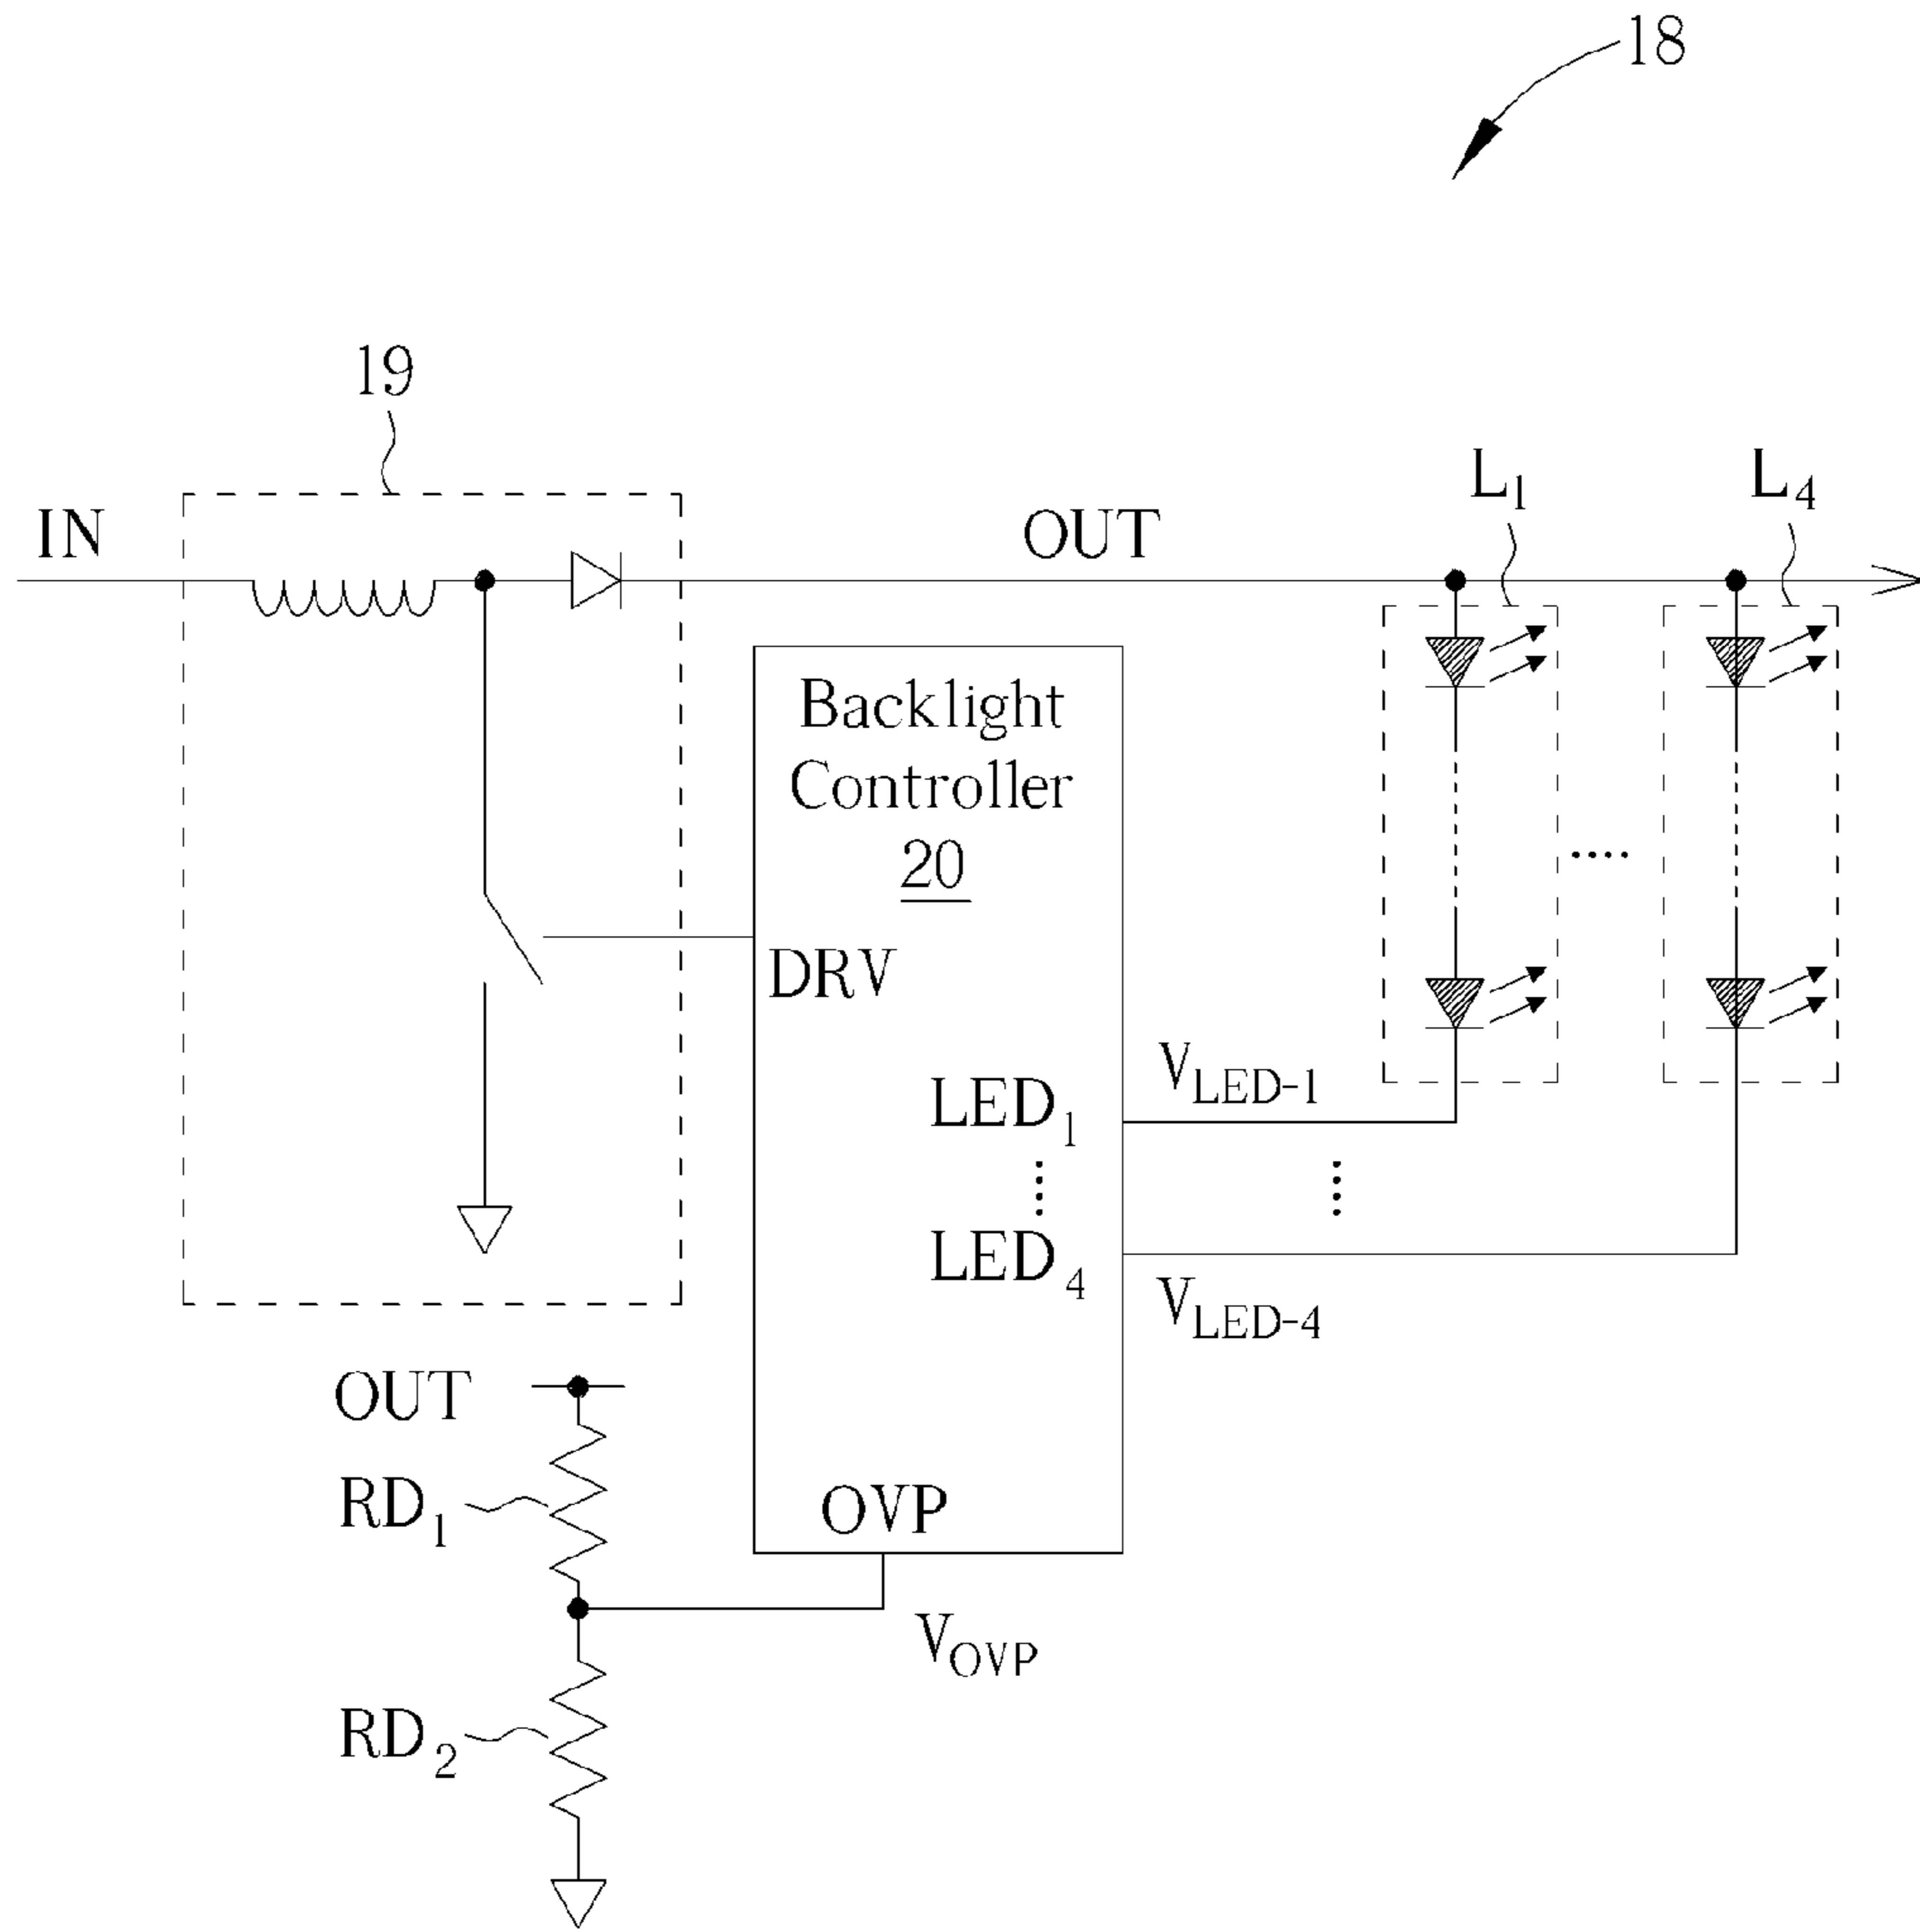 18
19
IN
OUT
L1
L4
Backlight
Controller
20
DRV
VLED-1
LED1
LED4
VLED-4
OUT
RD1
OVP
VOVP
RD2